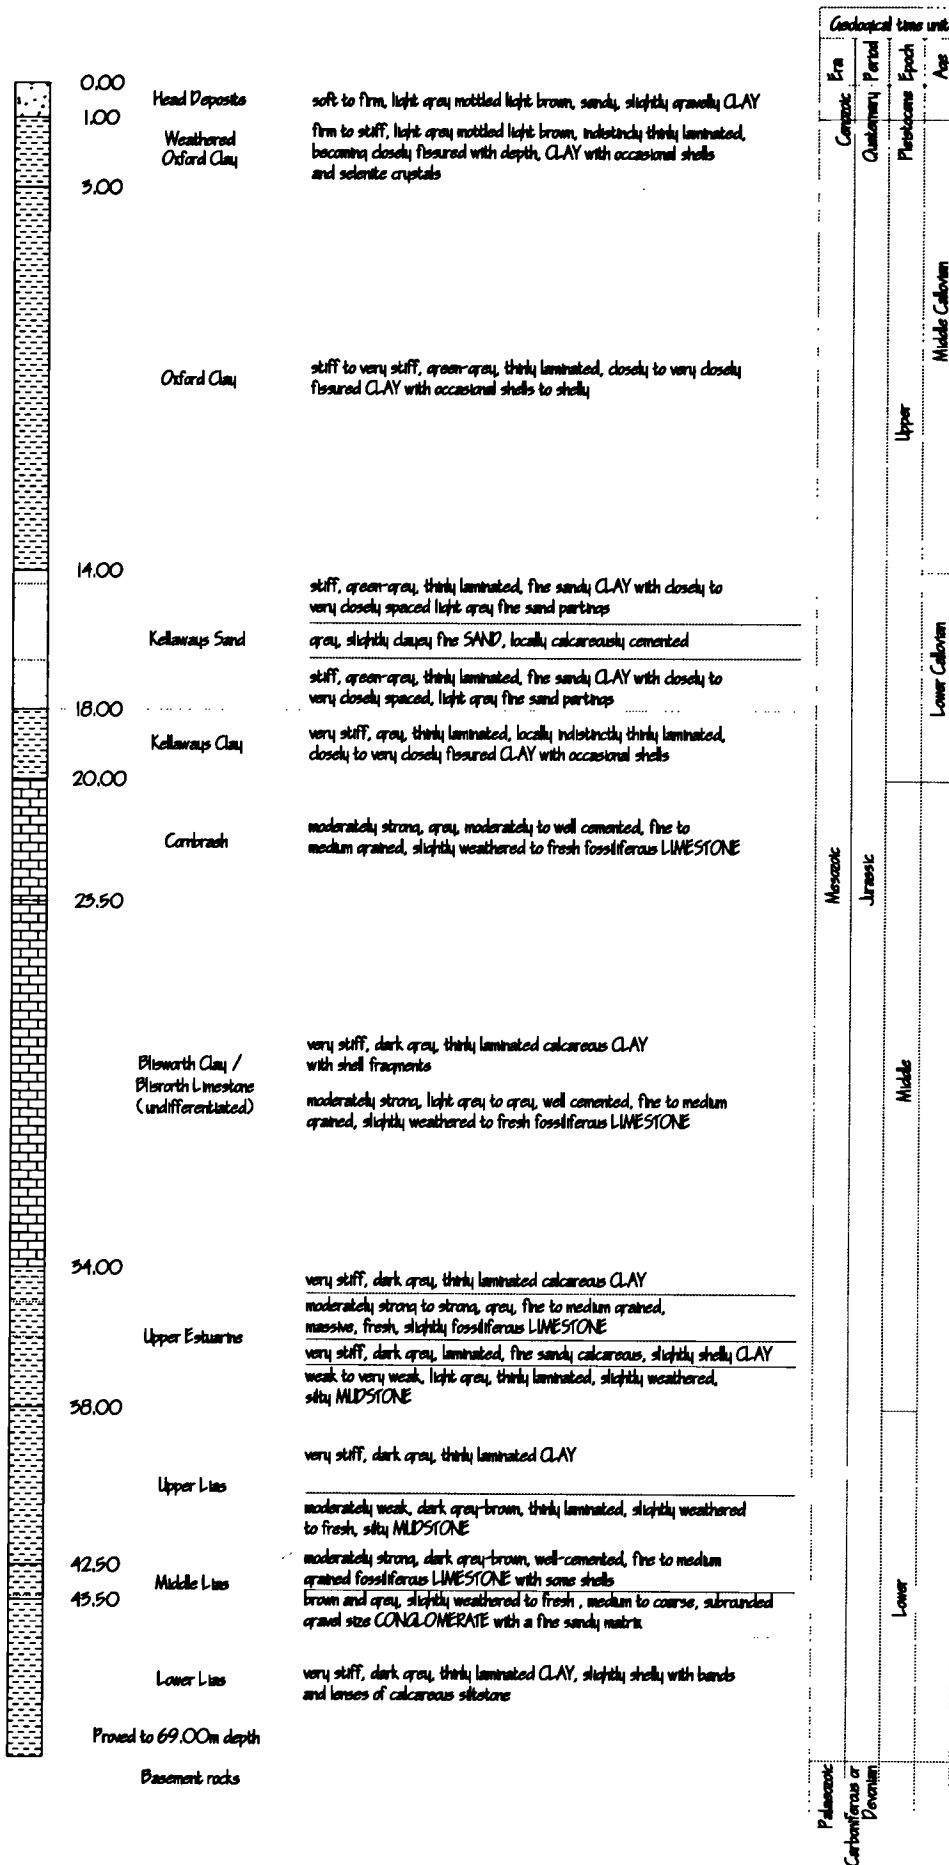 Geological time unit
Era
Period
Epoch
Age
0.00
Head Deposits
soft to firm, light grey mottled light brown, sandy, slightly gravelly CLAY
1.00
Cenozoic
Quaternary
Pleistocene
Weathered
Oxford Clay
firm to stiff, light grey mottled light brown, indistinctly thinly laminated,
becoming closely fissured with depth, CLAY with occasional shells
and selenite crystals
3.00
Middle Callovian
Oxford Clay
stiff to very stiff, green-grey, thinly laminated, closely to very closely
fissured CLAY with occasional shells to shelly
Upper
14.00
stiff, green-grey, thinly laminated, fine sandy CLAY with closely to
very closely spaced light grey fine sand partings
Kellaways Sand
grey, slightly clayey fine SAND, locally calcareously cemented
Lower Callovian
stiff, green-grey, thinly laminated, fine sandy CLAY with closely to
very closely spaced, light grey fine sand partings
18.00
Kellaways Clay
very stiff, grey, thinly laminated, locally indistinctly thinly laminated,
closely to very closely fissured CLAY with occasional shells
20.00
Cornbrash
moderately strong, grey, moderately to well cemented, fine to
medium grained, slightly weathered to fresh fossiliferous LIMESTONE
Mesozoic
Jurassic
23.50
Blisworth Clay /
Blisrorth Limestone
(undifferentiated)
very stiff, dark grey, thinly laminated calcareous CLAY
with shell fragments
moderately strong, light grey to grey, well cemented, fine to medium
grained, slightly weathered to fresh fossiliferous LIMESTONE
Middle
34.00
very stiff, dark grey, thinly laminated calcareous CLAY
Upper Estuarine
moderately strong to strong, grey, fine to medium grained,
massive, fresh, slightly fossiliferous LIMESTONE
very stiff, dark grey, laminated, fine sandy calcareous, slightly shelly CLAY
weak to very weak, light grey, thinly laminated, slightly weathered,
silty MUDSTONE
38.00
very stiff, dark grey, thinly laminated CLAY
Upper Lias
moderately weak, dark grey-brown, thinly laminated, slightly weathered
to fresh, silty MUDSTONE
42.50
Middle Lias
moderately strong, dark grey-brown, well-cemented, fine to medium
grained fossiliferous LIMESTONE with some shells
43.50
brown and grey, slightly weathered to fresh , medium to coarse, subrounded
gravel size CONGLOMERATE with a fine sandy matrix
Lower
Lower Lias
very stiff, dark grey, thinly laminated CLAY, slightly shelly with bands
and lenses of calcareous siltstone
Proved to 69.00m depth
Basement rocks
Palaeozoic
Carboniferous or
Devonian